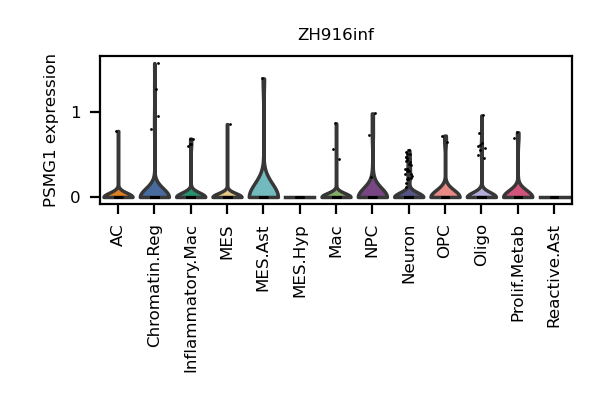 ZH916inf
PSMG1 expression
1
0
AC
Chromatin.Reg
Inflammatory.Mac
MES
MES.Ast
MES.Hyp
Mac
NPC
Neuron
OPC
Oligo
Prolif.Metab
Reactive.Ast